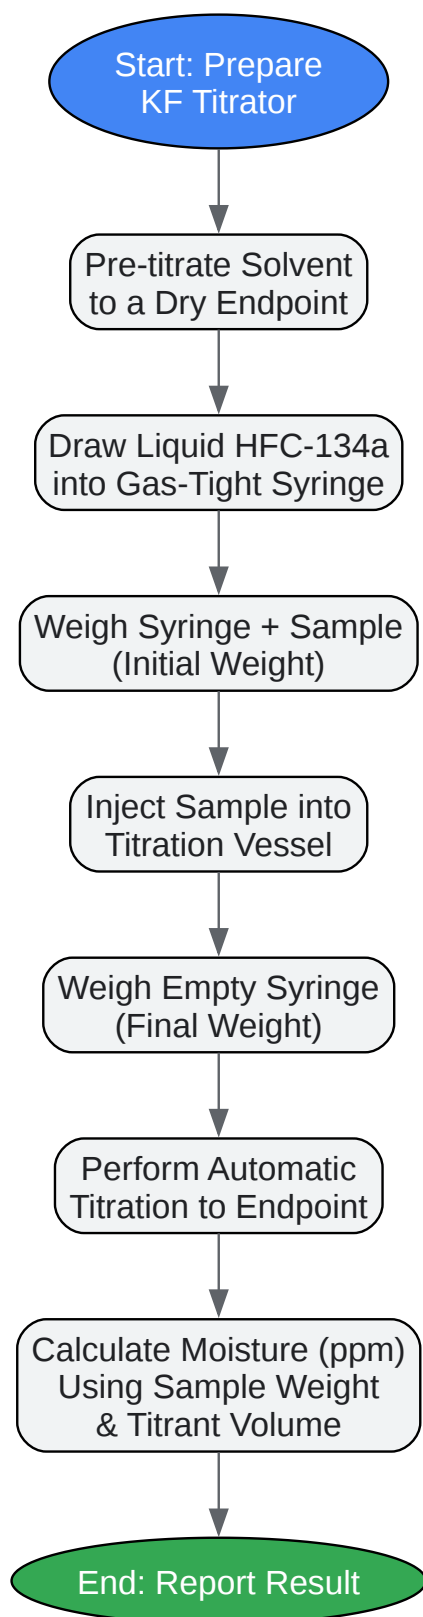 Start: Prepare
KF Titrator
Pre-titrate Solvent
to a Dry Endpoint
Draw Liquid HFC-134a
into Gas-Tight Syringe
Weigh Syringe + Sample
(Initial Weight)
Inject Sample into
Titration Vessel
Weigh Empty Syringe
(Final Weight)
Perform Automatic
Titration to Endpoint
Calculate Moisture (ppm)
Using Sample Weight
& Titrant Volume
End: Report Result